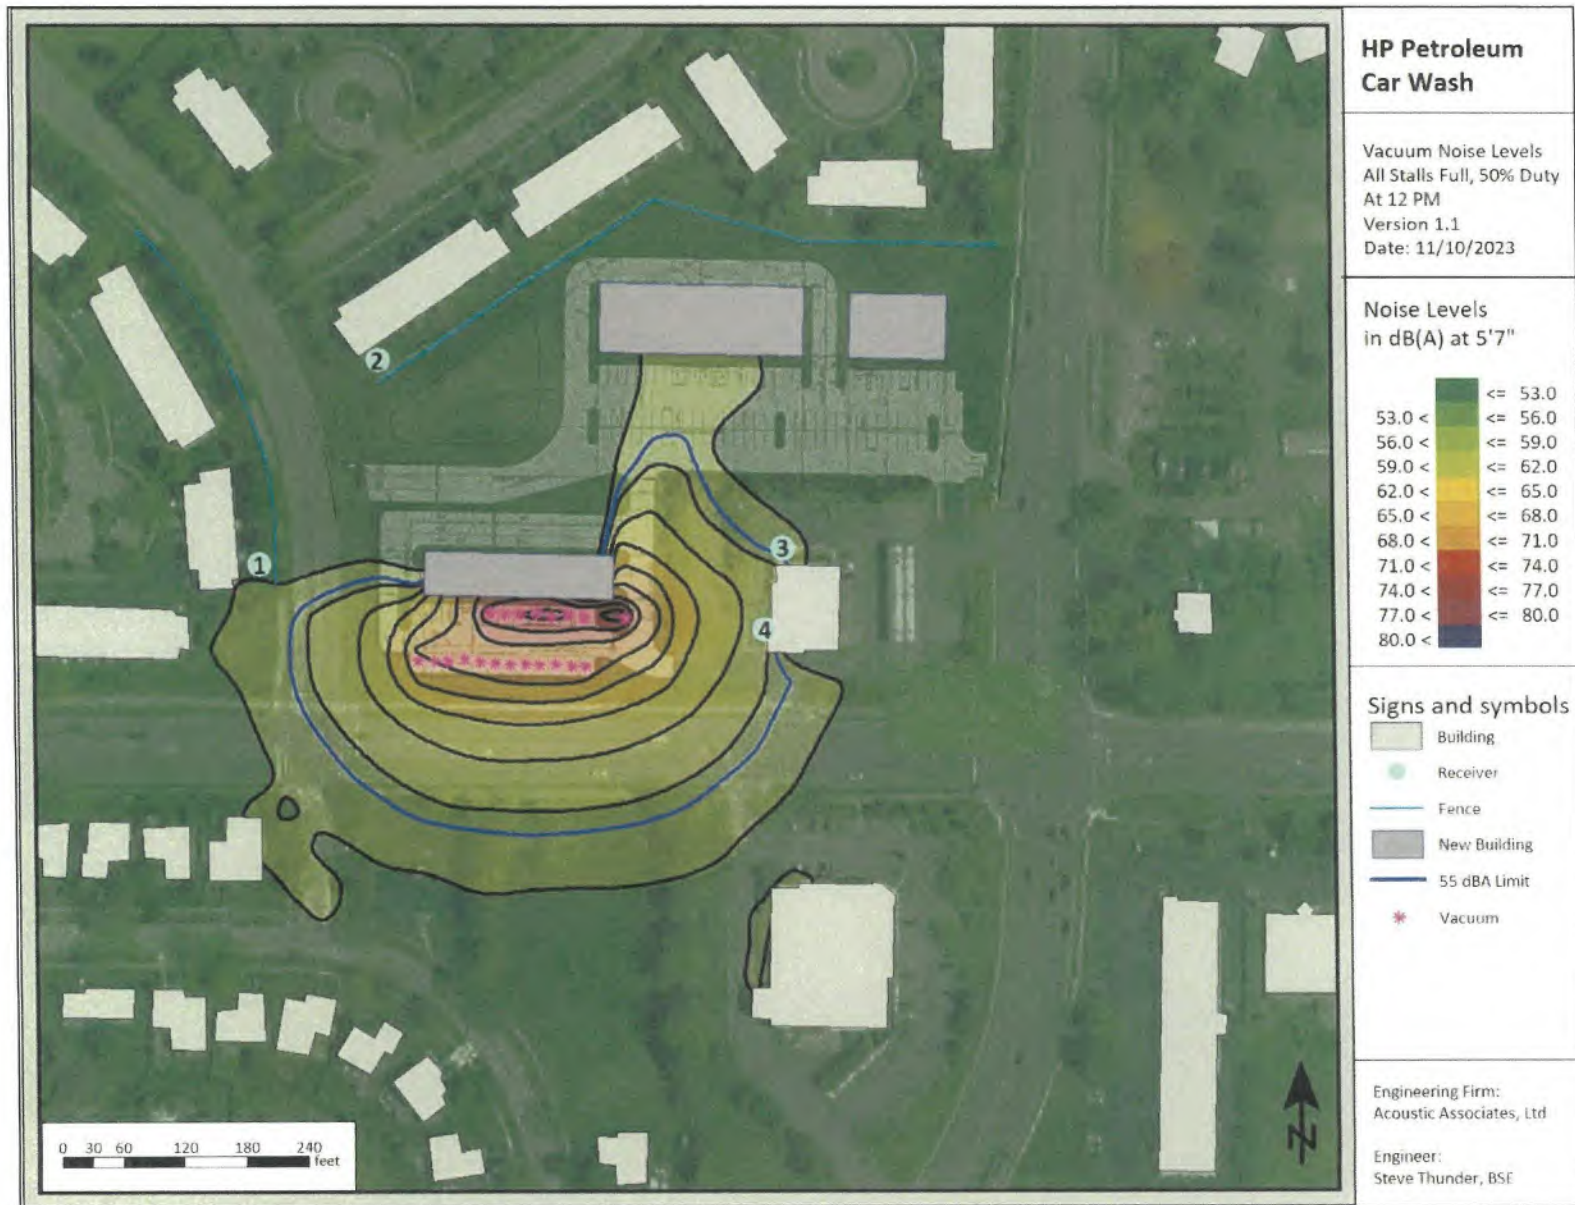 HP Petroleum
Car Wash
Vacuum Noise Levels
All Stalls Full, 50% Duty
At 12 PM
Version 1.1
Date: 11/10/2023
Noise Levels
in dB(A) at 5'7"
<= 53.0
53.0 < <= 56.0
56.0 < <= 59.0
59.0 < <= 62.0
62.0 < <= 65.0
65.0 < <= 68.0
68.0 < <= 71.0
71.0 < <= 74.0
74.0 < <= 77.0
77.0 < <= 80.0
80.0 <
Signs and symbols
Building
Receiver
Fence
New Building
55 dBA Limit
Vacuum
Engineering Firm:
Acoustic Associates, Ltd
Engineer:
Steve Thunder, BSE
2
1
3
4
N
0 30 60 120 180 240
feet